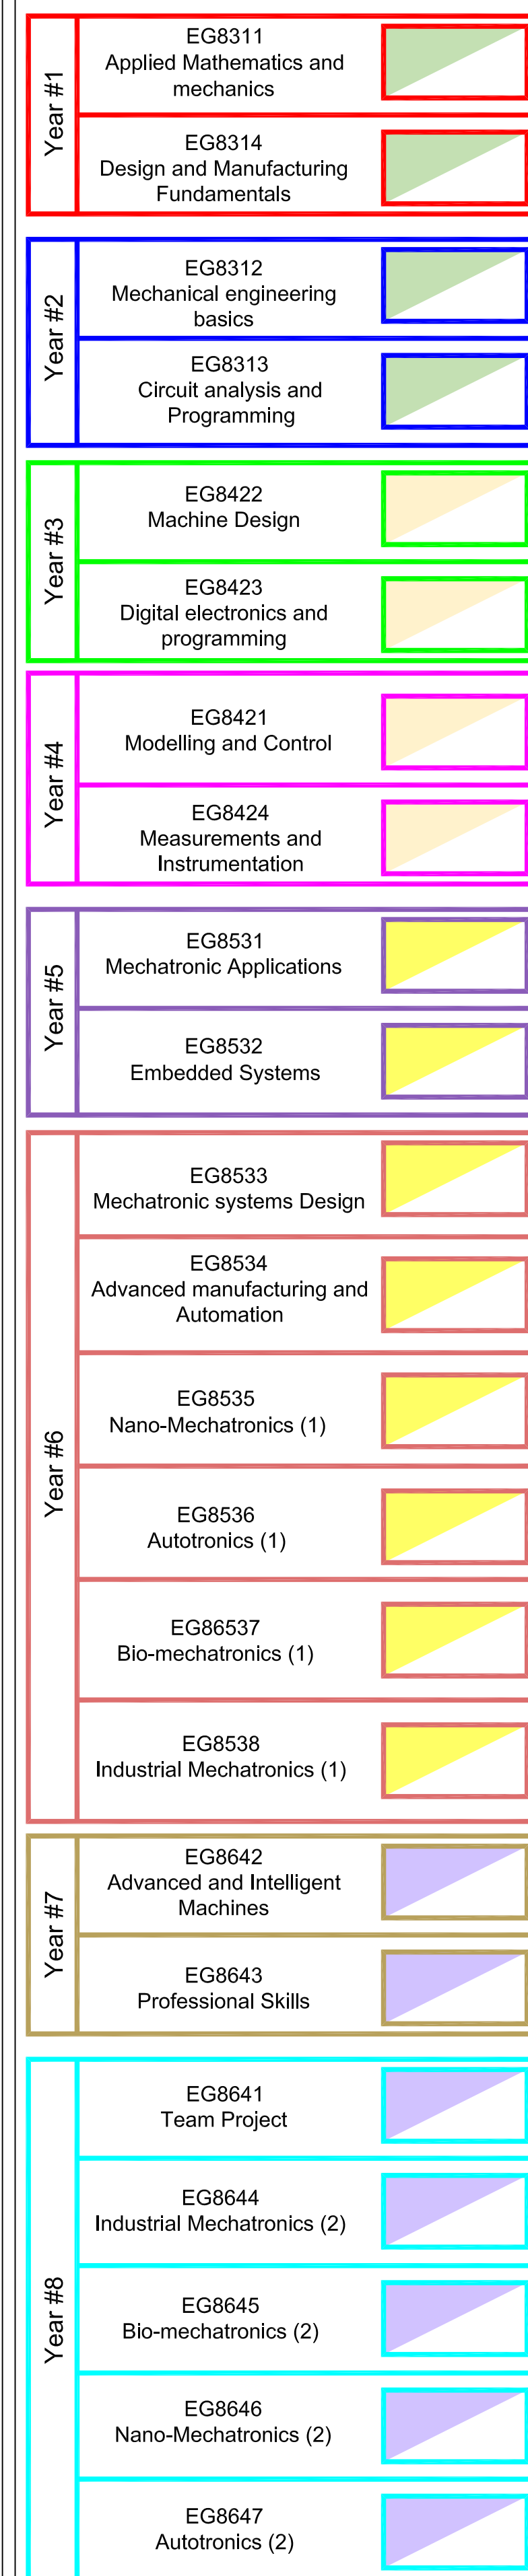 Year #1
EG8311
Applied Mathematics and
mechanics
EG8314
Design and Manufacturing
Fundamentals
Year #2
EG8312
Mechanical engineering
basics
EG8313
Circuit analysis and
Programming
Year #3
EG8422
Machine Design
EG8423
Digital electronics and
programming
Year #4
EG8421
Modelling and Control
EG8424
Measurements and
Instrumentation
Year #5
EG8531
Mechatronic Applications
EG8532
Embedded Systems
Year #6
EG8533
Mechatronic systems Design
EG8534
Advanced manufacturing and
Automation
EG8535
Nano-Mechatronics (1)
EG8536
Autotronics (1)
EG86537
Bio-mechatronics (1)
EG8538
Industrial Mechatronics (1)
Year #7
EG8642
Advanced and Intelligent
Machines
EG8643
Professional Skills
Year #8
EG8641
Team Project
EG8644
Industrial Mechatronics (2)
EG8645
Bio-mechatronics (2)
EG8646
Nano-Mechatronics (2)
EG8647
Autotronics (2)